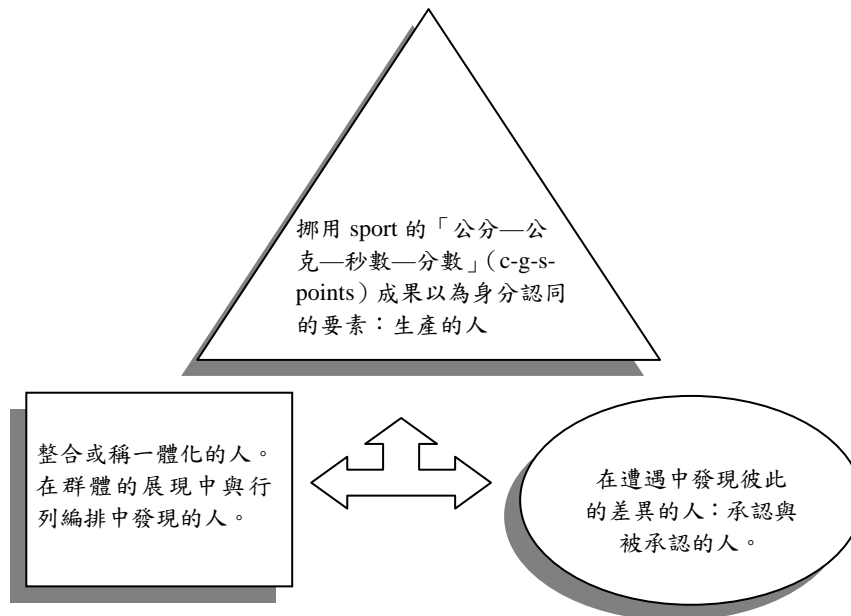 挪用 sport 的「公分—公
克—秒數—分數」（c-g-s-
points）成果以為身分認同
的要素：生產的人
整合或稱一體化的人。
在群體的展現中與行
列編排中發現的人。
在遭遇中發現彼此
的差異的人：承認與
被承認的人。